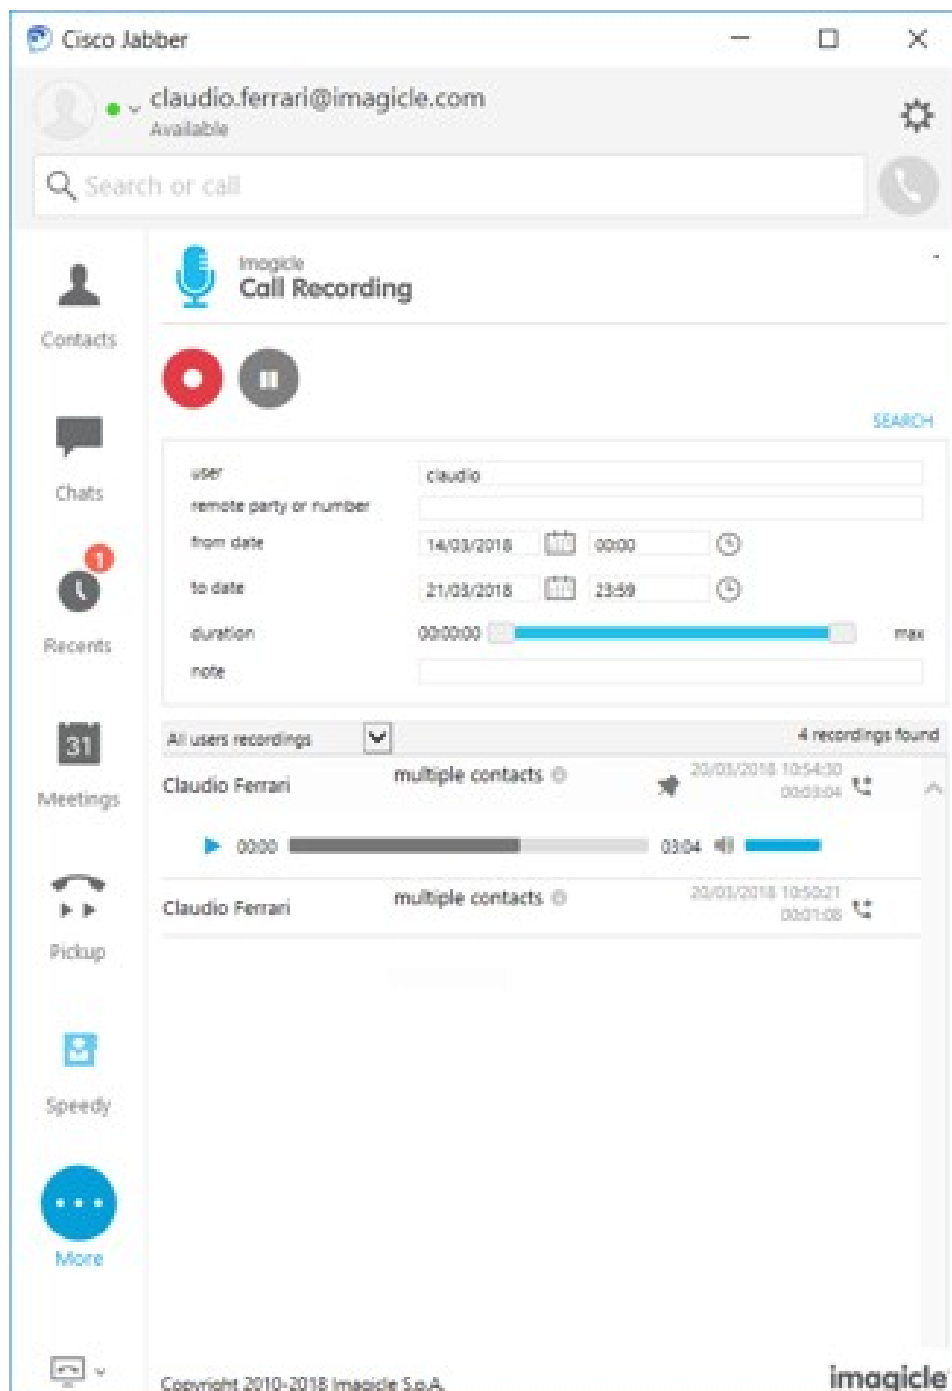 Cisco Jabber
claudio.ferrari@imagicle.com
Available
Search or call
Imagicle
Call Recording
Contacts
SEARCH
user claudio
Chats
remote party or number
from date 14/03/2018 00:00
1
to date 21/03/2018 23:59
duration 00:00:00 max
Recents
note
31
All users recordings 4 recordings found
Claudio Ferrari multiple contacts 20/03/2018 10:54:30
00:03:04
Meetings
00:00 03:04
Claudio Ferrari multiple contacts 20/03/2018 10:50:21
00:01:08
Pickup
Speedy
More
Copyright 2010-2018 Imagicle S.p.A.
imagicle